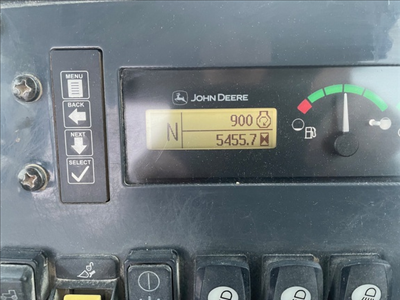 MENU
BACK
NEXT
SELECT
JOHN DEERE
N
900
5455.7